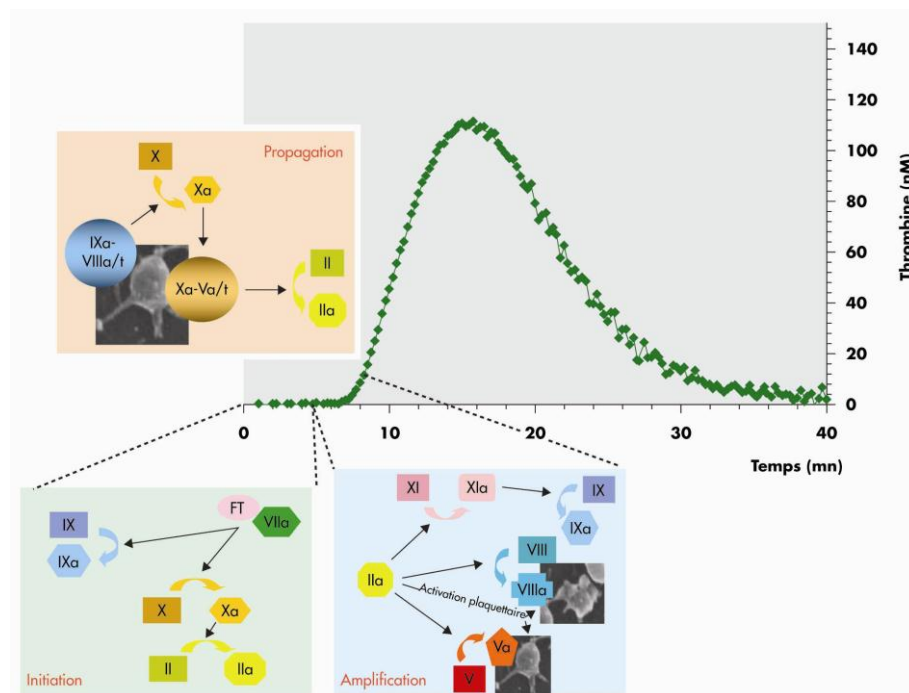 140
120
100
80
60
40
20
0
Thrombine (nM)
0
10
20
30
40
Temps (mn)
Propagation
X
Xa
IXa-
VIIIa/t
Xa-Va/t
II
IIa
FT
VIIa
IX
IXa
X
Xa
II
IIa
Initiation
XI
XIa
IX
IXa
VIII
IIa
VIIIa
Activation plaquettaire
Va
V
Amplification